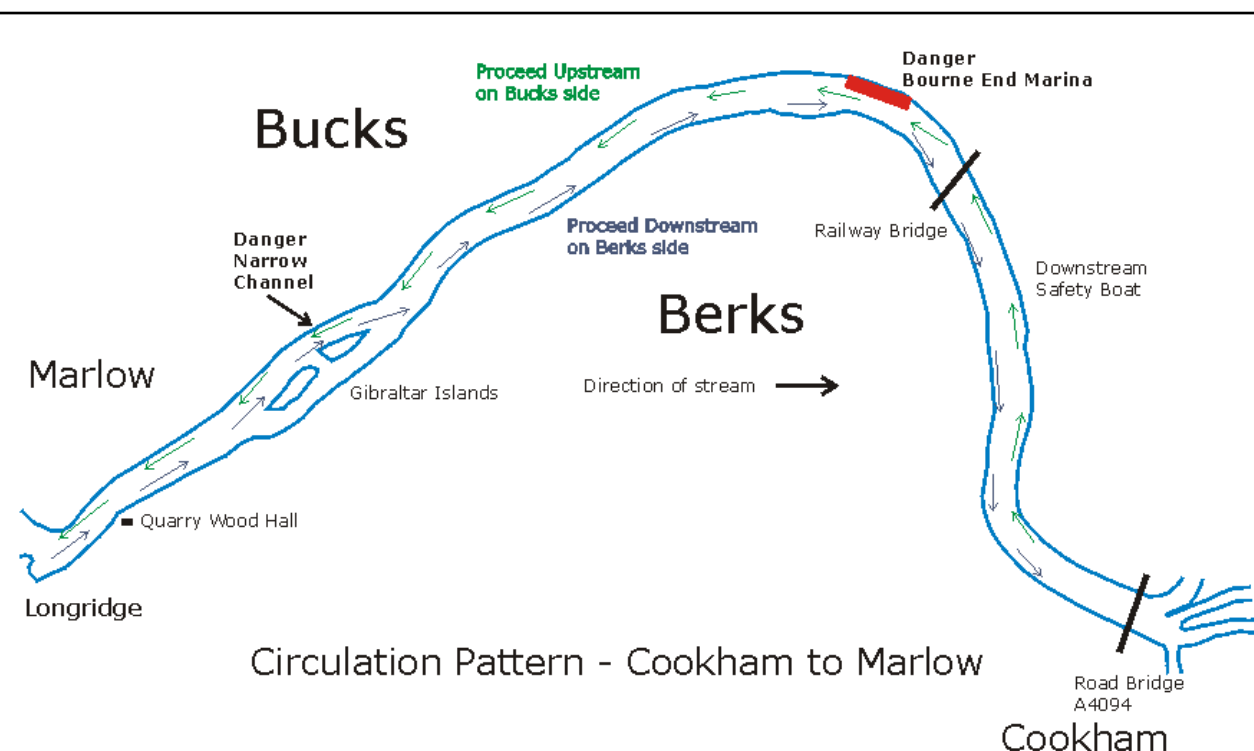 Proceed Upstream
on Bucks side
Danger
Bourne End Marina
Bucks
Proceed Downstream
on Berks side
Railway Bridge
Danger
Narrow
Channel
Downstream
Safety Boat
Berks
Marlow
Direction of stream
Gibraltar Islands
Quarry Wood Hall
Longridge
Circulation Pattern - Cookham to Marlow
Road Bridge
A4094
Cookham